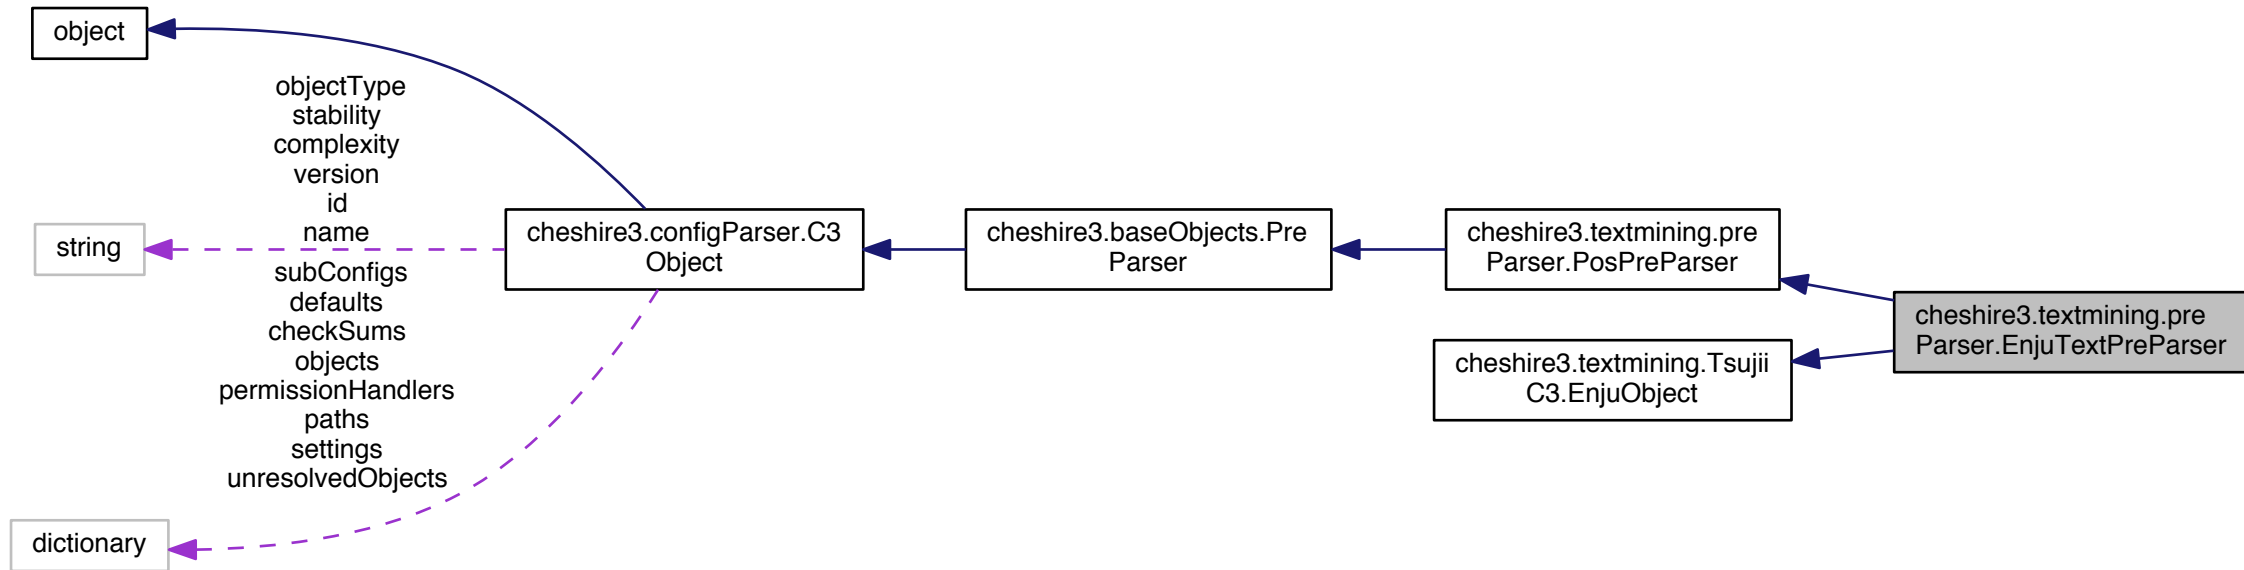 object
objectType
stability
complexity
version
id
name
string
subConfigs
defaults
checkSums
objects
permissionHandlers
paths
settings
unresolvedObjects
dictionary
cheshire3.configParser.C3
Object
cheshire3.baseObjects.Pre
Parser
cheshire3.textmining.pre
Parser.PosPreParser
cheshire3.textmining.Tsujii
C3.EnjuObject
cheshire3.textmining.pre
Parser.EnjuTextPreParser